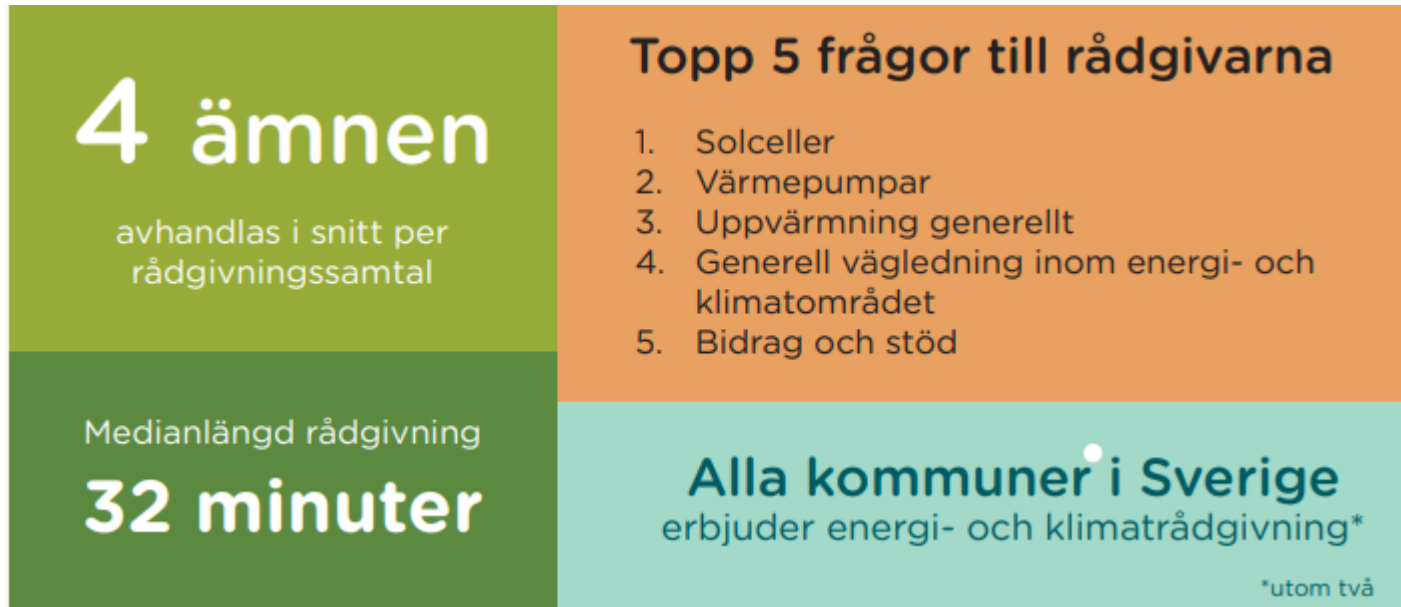 4 ämnen
avhandlas i snitt per
rådgivningssamtal
Medianlängd rådgivning
32 minuter
Topp 5 frågor till rådgivarna
1. Solceller
2. Värmepumpar
3. Uppvärmning generellt
4. Generell vägledning inom energi- och
klimatområdet
5. Bidrag och stöd
Alla kommuner i Sverige
erbjuder energi- och klimatrådgivning*
*utom två